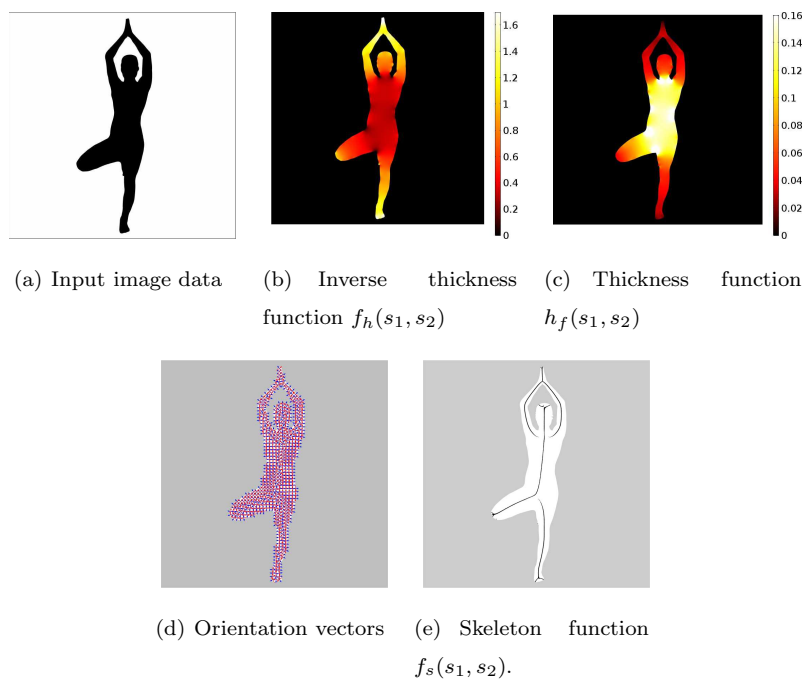 1.6
1.4
1.2
1
0.8
0.6
0.4
0.2
0
0.16
0.14
0.12
0.1
0.08
0.06
0.04
0.02
0
(a) Input image data
(b) Inverse thickness
function f_h(s_1, s_2)
(c) Thickness function
h_f(s_1, s_2)
(d) Orientation vectors
(e) Skeleton function
f_s(s_1, s_2).